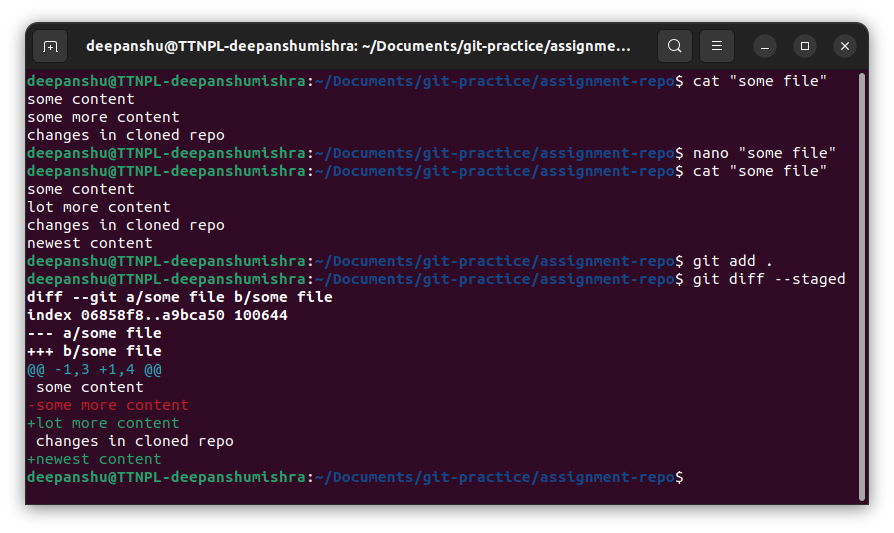 deepanshu@TTNPL-deepanshumishra: ~/Documents/git-practice/assignme...
deepanshu@TTNPL-deepanshumishra:~/Documents/git-practice/assignment-repo$ cat "some file"
some content
some more content
changes in cloned repo
deepanshu@TTNPL-deepanshumishra:~/Documents/git-practice/assignment-repo$ nano "some file"
deepanshu@TTNPL-deepanshumishra:~/Documents/git-practice/assignment-repo$ cat "some file"
some content
lot more content
changes in cloned repo
newest content
deepanshu@TTNPL-deepanshumishra:~/Documents/git-practice/assignment-repo$ git add .
deepanshu@TTNPL-deepanshumishra:~/Documents/git-practice/assignment-repo$ git diff --staged
diff --git a/some file b/some file
index 06858f8..a9bca50 100644
--- a/some file
+++ b/some file
@@ -1,3 +1,4 @@
 some content
-some more content
+lot more content
 changes in cloned repo
+newest content
deepanshu@TTNPL-deepanshumishra:~/Documents/git-practice/assignment-repo$